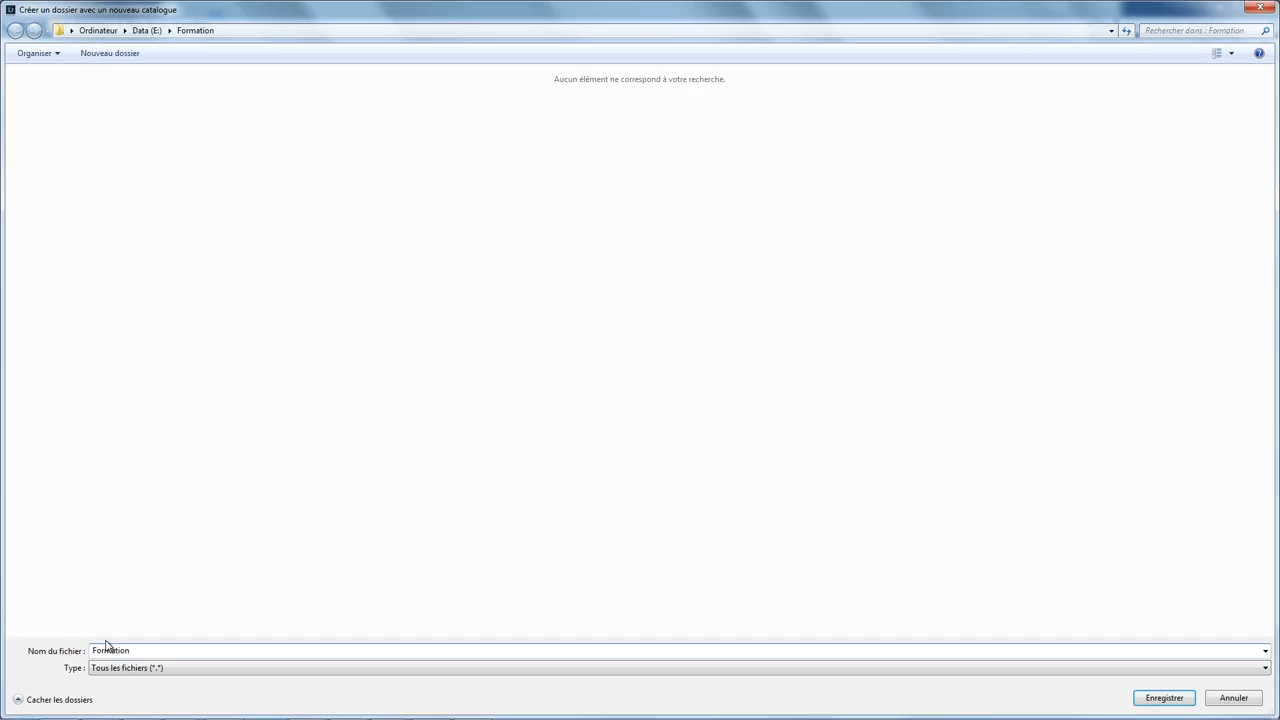 Lr Créer un dossier avec un nouveau catalogue
Ordinateur Data (E:) Formation Rechercher dans : Formation
Organiser Nouveau dossier
Aucun élément ne correspond à votre recherche.
Nom du fichier : Formation
Type : Tous les fichiers (*.*)
Cacher les dossiers Enregistrer Annuler